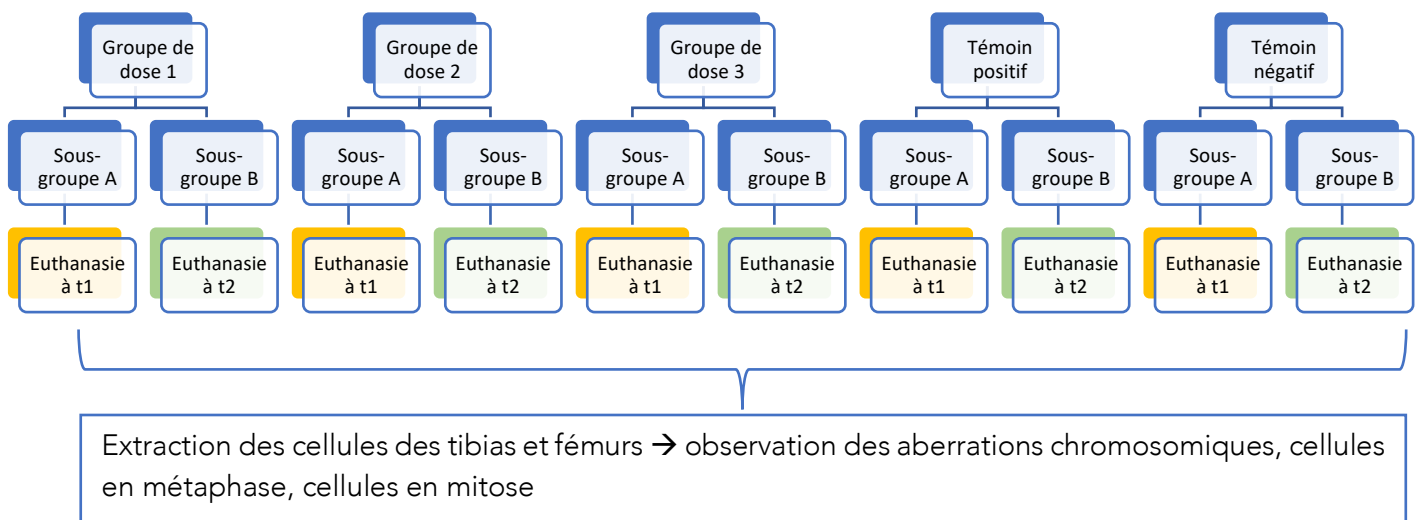 Groupe de
dose 1
Groupe de
dose 2
Groupe de
dose 3
Témoin
positif
Témoin
négatif
Sous-
groupe A
Sous-
groupe B
Sous-
groupe A
Sous-
groupe B
Sous-
groupe A
Sous-
groupe B
Sous-
groupe A
Sous-
groupe B
Sous-
groupe A
Sous-
groupe B
Euthanasie
à t1
Euthanasie
à t2
Euthanasie
à t1
Euthanasie
à t2
Euthanasie
à t1
Euthanasie
à t2
Euthanasie
à t1
Euthanasie
à t2
Euthanasie
à t1
Euthanasie
à t2
Extraction des cellules des tibias et fémurs → observation des aberrations chromosomiques, cellules
en métaphase, cellules en mitose